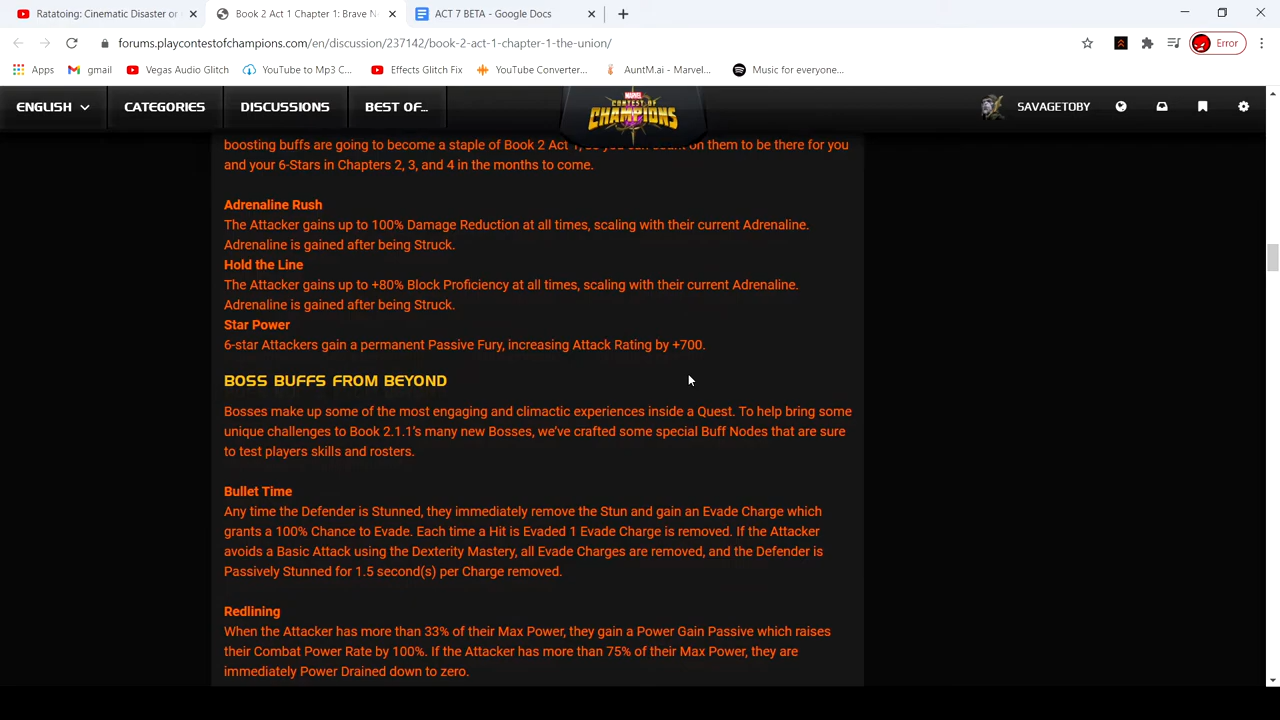 Ratatoing: Cinematic Disaster or
Book 2 Act 1 Chapter 1: Brave N
ACT 7 BETA - Google Docs
forums.playcontestofchampions.com/en/discussion/237142/book-2-act-1-chapter-1-the-union/
Error
Apps gmail Vegas Audio Glitch YouTube to Mp3 C... Effects Glitch Fix YouTube Converter... AuntM.ai - Marvel... Music for everyone...
ENGLISH CATEGORIES DISCUSSIONS BEST OF... MARVEL CONTEST OF CHAMPIONS SAVAGETOBY
boosting buffs are going to become a staple of Book 2 Act 1, so you can count on them to be there for you
and your 6-Stars in Chapters 2, 3, and 4 in the months to come.
Adrenaline Rush
The Attacker gains up to 100% Damage Reduction at all times, scaling with their current Adrenaline.
Adrenaline is gained after being Struck.
Hold the Line
The Attacker gains up to +80% Block Proficiency at all times, scaling with their current Adrenaline.
Adrenaline is gained after being Struck.
Star Power
6-star Attackers gain a permanent Passive Fury, increasing Attack Rating by +700.
BOSS BUFFS FROM BEYOND
Bosses make up some of the most engaging and climactic experiences inside a Quest. To help bring some
unique challenges to Book 2.1.1's many new Bosses, we've crafted some special Buff Nodes that are sure
to test players skills and rosters.
Bullet Time
Any time the Defender is Stunned, they immediately remove the Stun and gain an Evade Charge which
grants a 100% Chance to Evade. Each time a Hit is Evaded 1 Evade Charge is removed. If the Attacker
avoids a Basic Attack using the Dexterity Mastery, all Evade Charges are removed, and the Defender is
Passively Stunned for 1.5 second(s) per Charge removed.
Redlining
When the Attacker has more than 33% of their Max Power, they gain a Power Gain Passive which raises
their Combat Power Rate by 100%. If the Attacker has more than 75% of their Max Power, they are
immediately Power Drained down to zero.